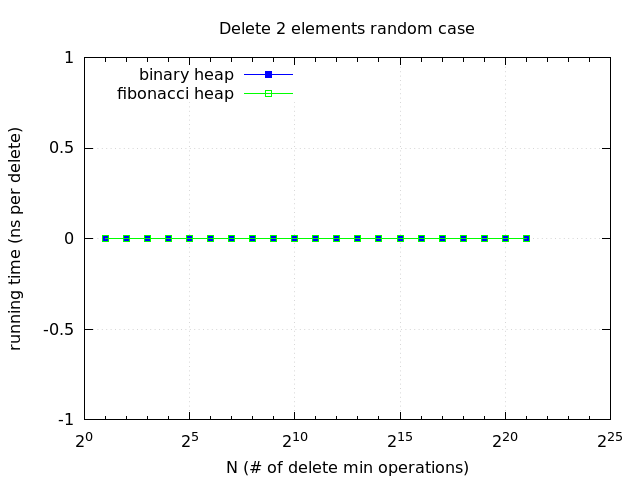 Delete 2 elements random case
binary heap
fibonacci heap
running time (ns per delete)
1
0.5
0
-0.5
-1
2^0 2^5 2^10 2^15 2^20 2^25
N (# of delete min operations)